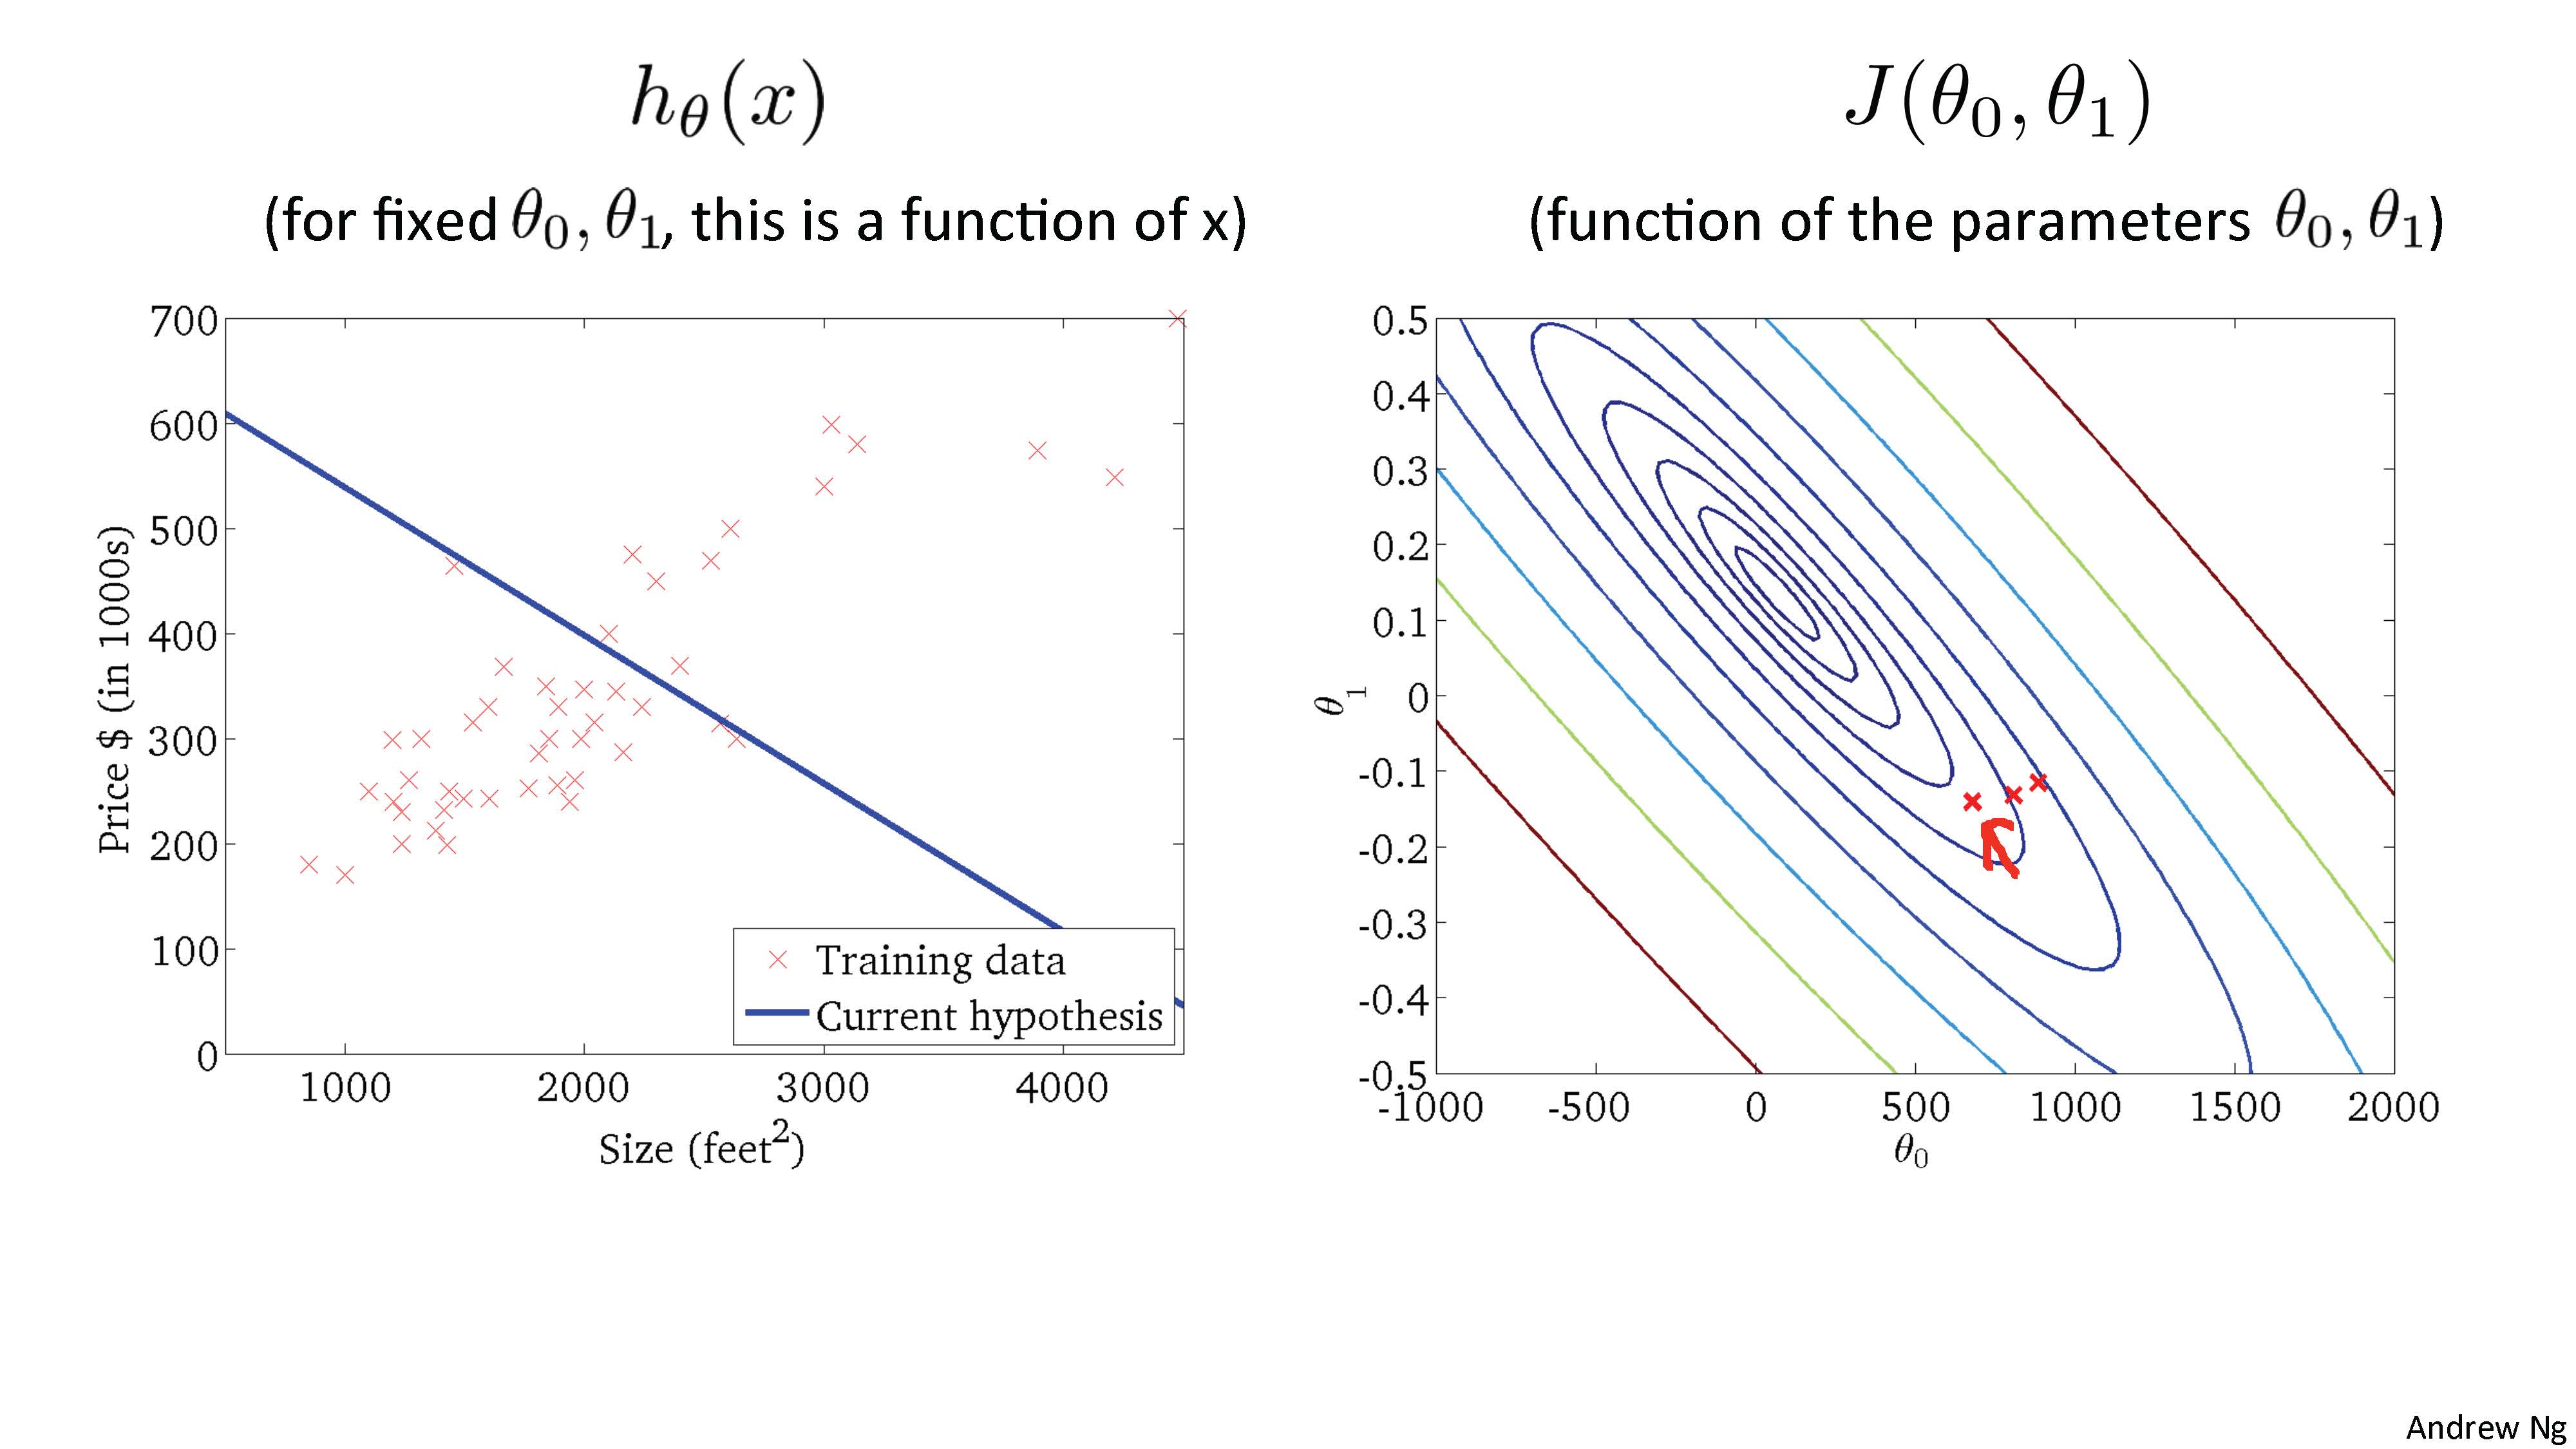 hθ(x)
(for fixed θ0, θ1, this is a function of x)
700
600
500
400
300
200
100
0
Price $ (in 1000s)
1000 2000 3000 4000
Size (feet2)
Training data
Current hypothesis
J(θ0, θ1)
(function of the parameters θ0, θ1)
0.5
0.4
0.3
0.2
0.1
0
-0.1
-0.2
-0.3
-0.4
-0.5
θ1
-1000 -500 0 500 1000 1500 2000
θ0
Andrew Ng